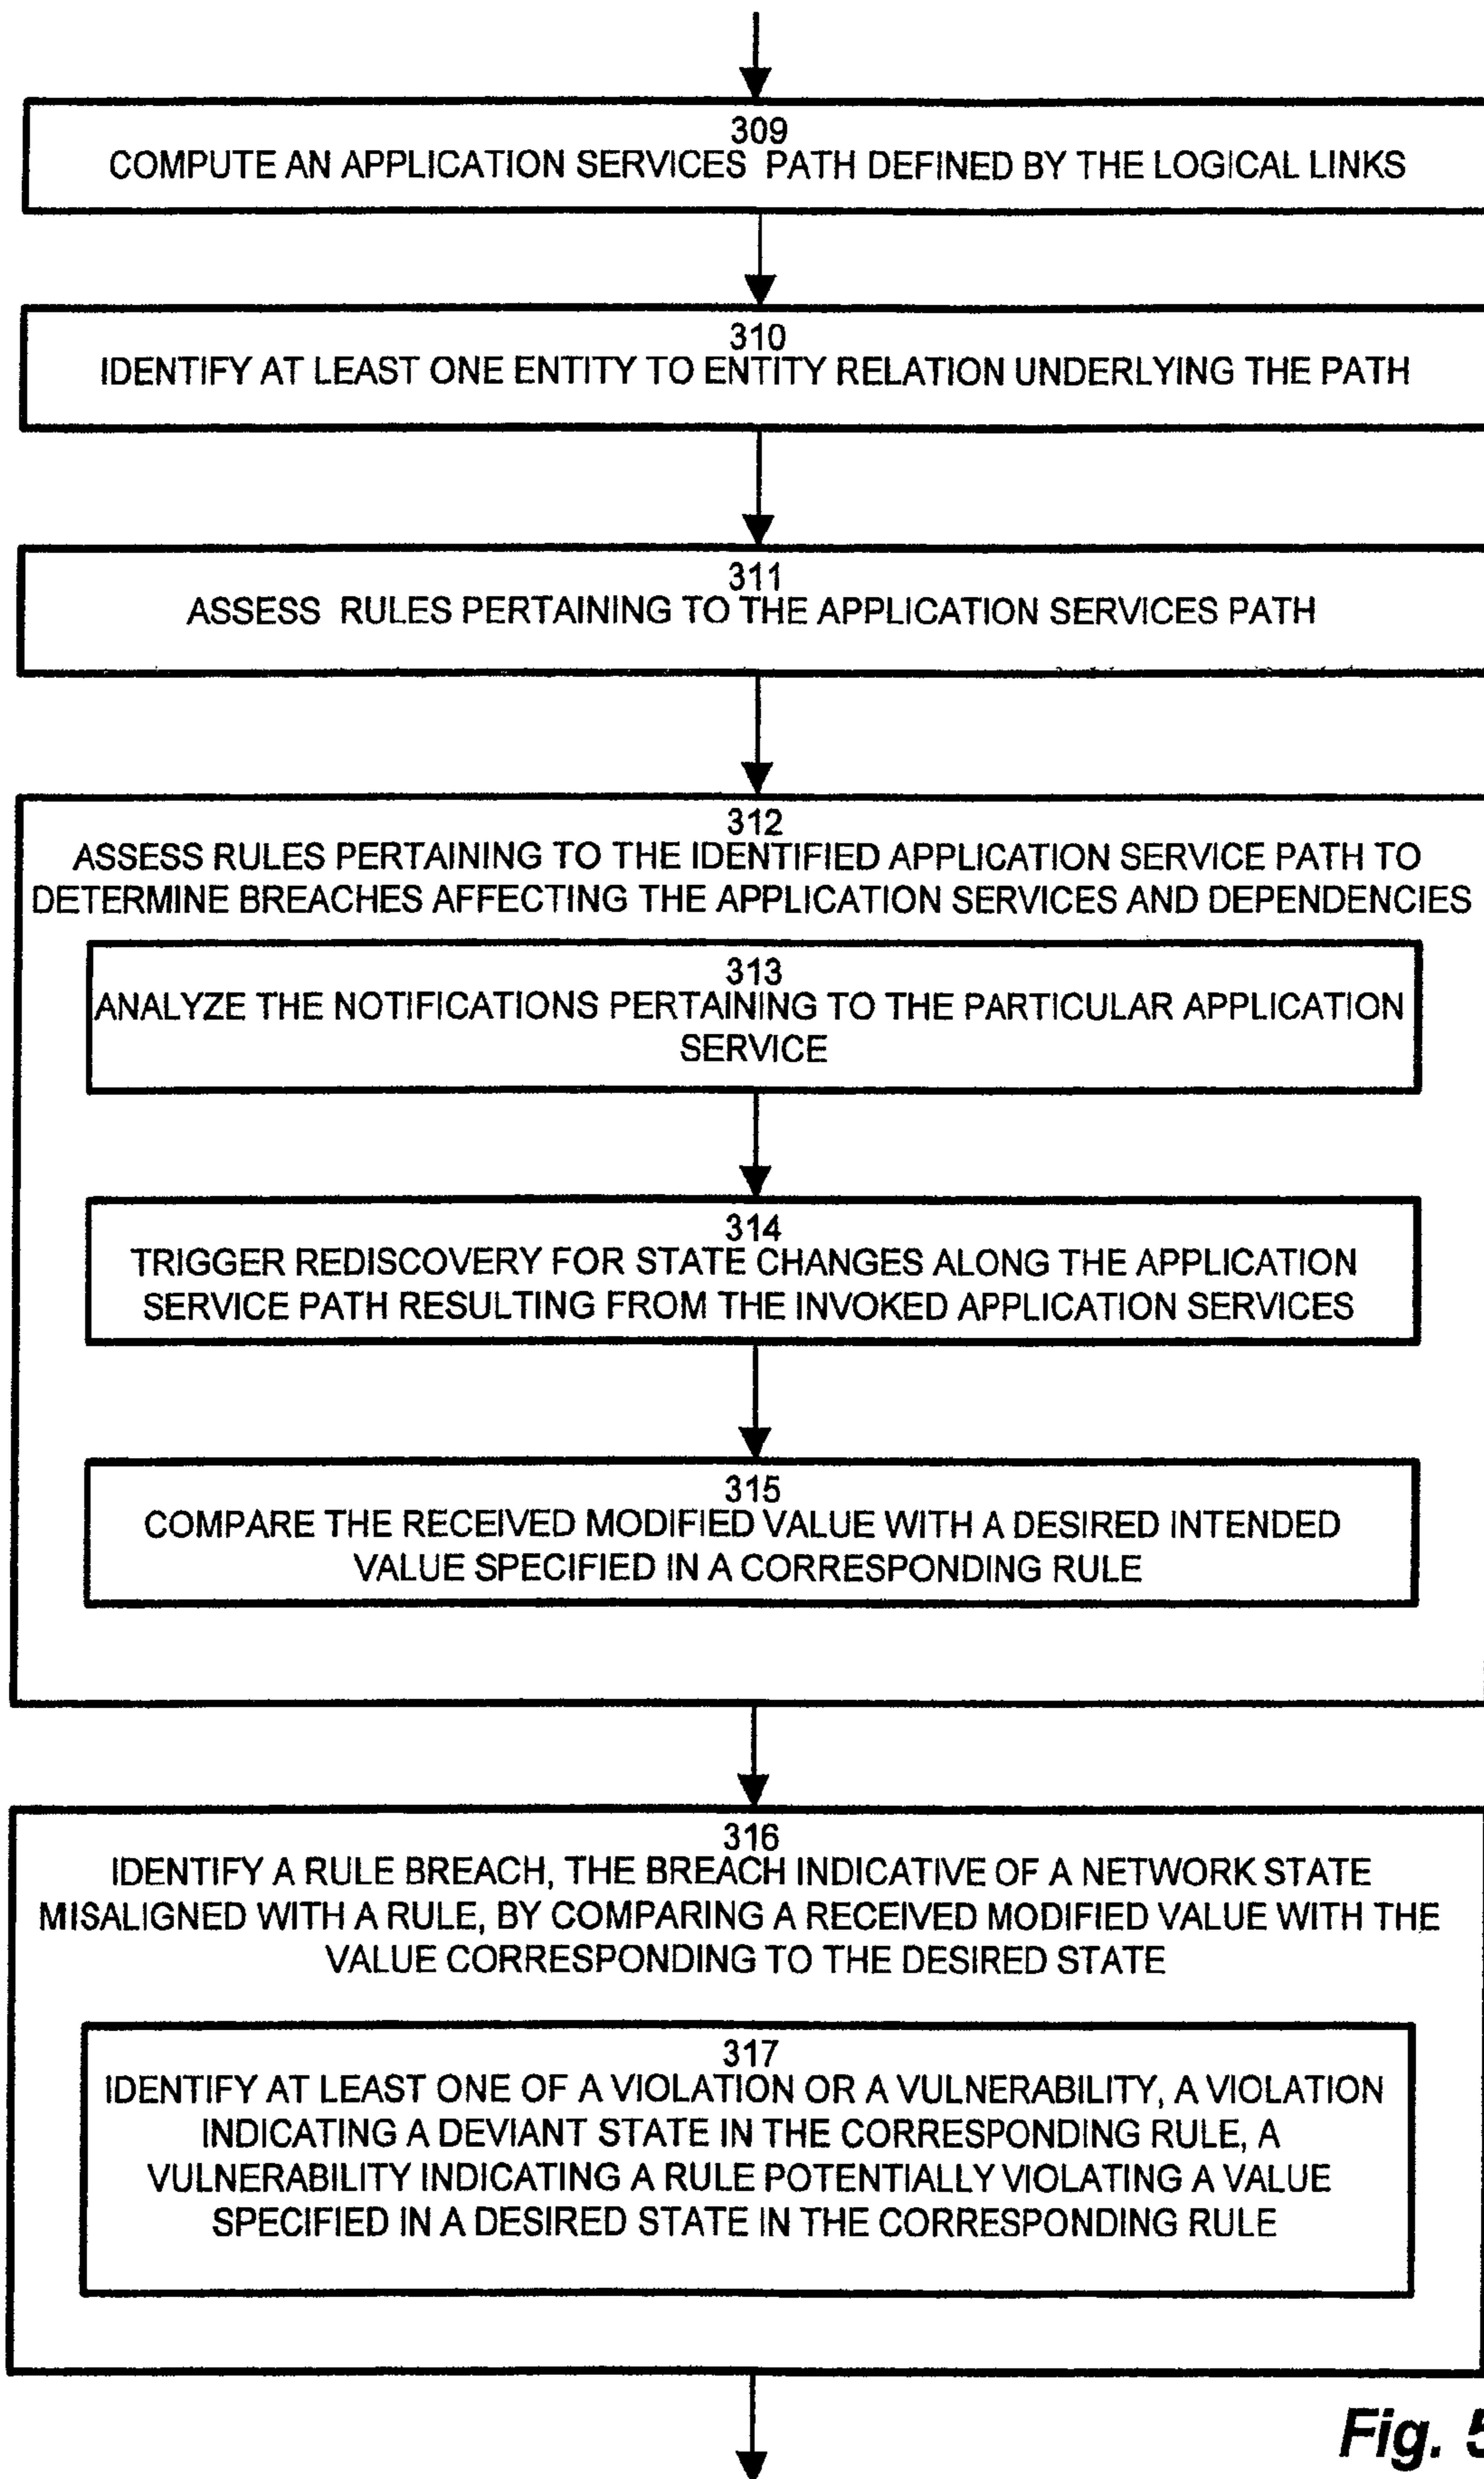 309
COMPUTE AN APPLICATION SERVICES PATH DEFINED BY THE LOGICAL LINKS
310
IDENTIFY AT LEAST ONE ENTITY TO ENTITY RELATION UNDERLYING THE PATH
311
ASSESS RULES PERTAINING TO THE APPLICATION SERVICES PATH
312
ASSESS RULES PERTAINING TO THE IDENTIFIED APPLICATION SERVICE PATH TO
DETERMINE BREACHES AFFECTING THE APPLICATION SERVICES AND DEPENDENCIES
313
ANALYZE THE NOTIFICATIONS PERTAINING TO THE PARTICULAR APPLICATION
SERVICE
314
TRIGGER REDISCOVERY FOR STATE CHANGES ALONG THE APPLICATION
SERVICE PATH RESULTING FROM THE INVOKED APPLICATION SERVICES
315
COMPARE THE RECEIVED MODIFIED VALUE WITH A DESIRED INTENDED
VALUE SPECIFIED IN A CORRESPONDING RULE
316
IDENTIFY A RULE BREACH, THE BREACH INDICATIVE OF A NETWORK STATE
MISALIGNED WITH A RULE, BY COMPARING A RECEIVED MODIFIED VALUE WITH THE
VALUE CORRESPONDING TO THE DESIRED STATE
317
IDENTIFY AT LEAST ONE OF A VIOLATION OR A VULNERABILITY, A VIOLATION
INDICATING A DEVIANT STATE IN THE CORRESPONDING RULE, A
VULNERABILITY INDICATING A RULE POTENTIALLY VIOLATING A VALUE
SPECIFIED IN A DESIRED STATE IN THE CORRESPONDING RULE
Fig. 5